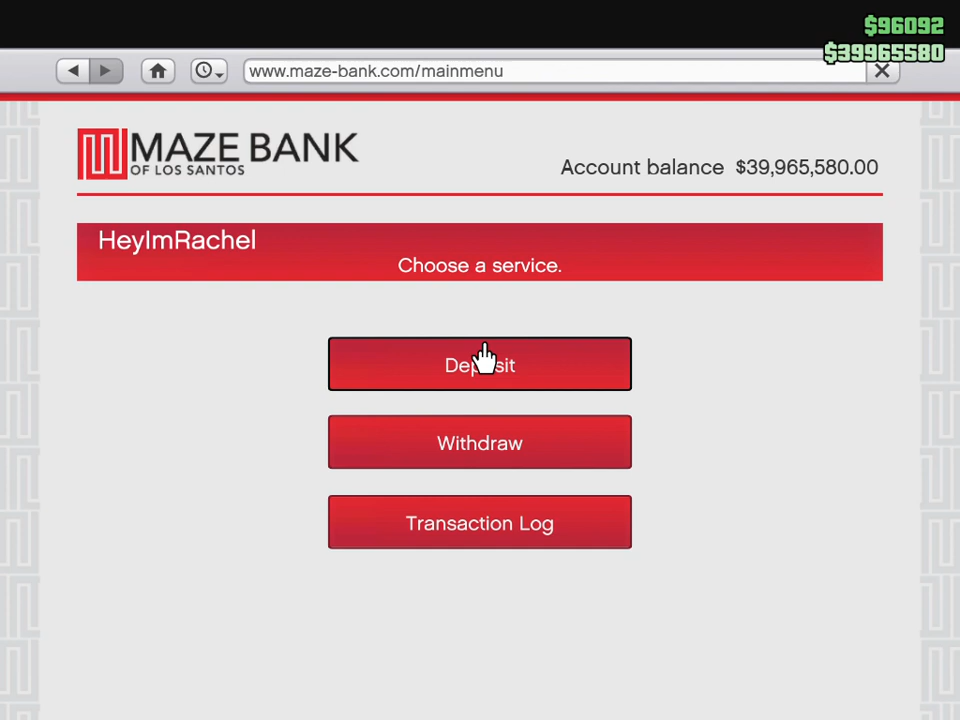 $96092
$39965580
www.maze-bank.com/mainmenu
MAZE BANK
OF LOS SANTOS
Account balance $39,965,580.00
HeyImRachel
Choose a service.
Deposit
Withdraw
Transaction Log